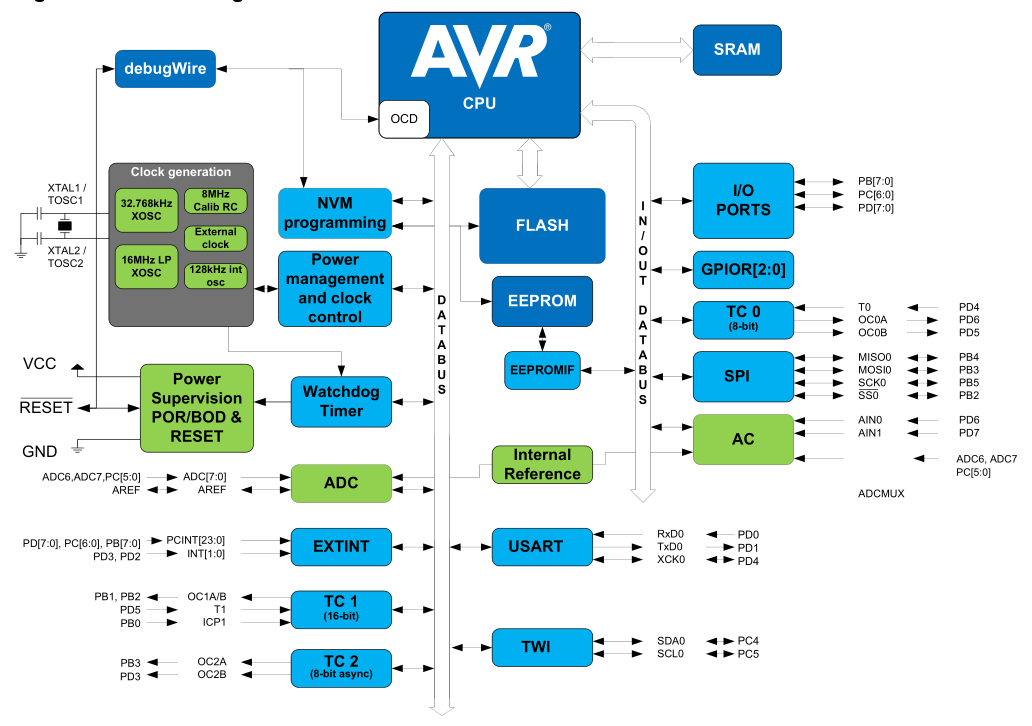 AVR®
CPU
OCD
SRAM
debugWire
Clock generation
XTAL1 /
TOSC1
32.768kHz
XOSC
8MHz
Calib RC
External
clock
XTAL2 /
TOSC2
16MHz LP
XOSC
128kHz int
osc
NVM
programming
FLASH
Power
management
and clock
control
EEPROM
EEPROMIF
DATABUS
IN/OUT DATABUS
I/O
PORTS
PB[7:0]
PC[6:0]
PD[7:0]
GPIOR[2:0]
TC 0
(8-bit)
T0 PD4
OC0A PD6
OC0B PD5
SPI
MISO0 PB4
MOSI0 PB3
SCK0 PB5
SS0 PB2
AC
AIN0 PD6
AIN1 PD7
ADC6, ADC7
PC[5:0]
ADCMUX
VCC
RESET
GND
Power
Supervision
POR/BOD &
RESET
Watchdog
Timer
Internal
Reference
ADC6,ADC7,PC[5:0] ADC[7:0]
AREF AREF
ADC
PD[7:0], PC[6:0], PB[7:0] PCINT[23:0]
PD3, PD2 INT[1:0]
EXTINT
USART
RxD0 PD0
TxD0 PD1
XCK0 PD4
PB1, PB2 OC1A/B
PD5 T1
PB0 ICP1
TC 1
(16-bit)
TWI
SDA0 PC4
SCL0 PC5
PB3 OC2A
PD3 OC2B
TC 2
(8-bit async)